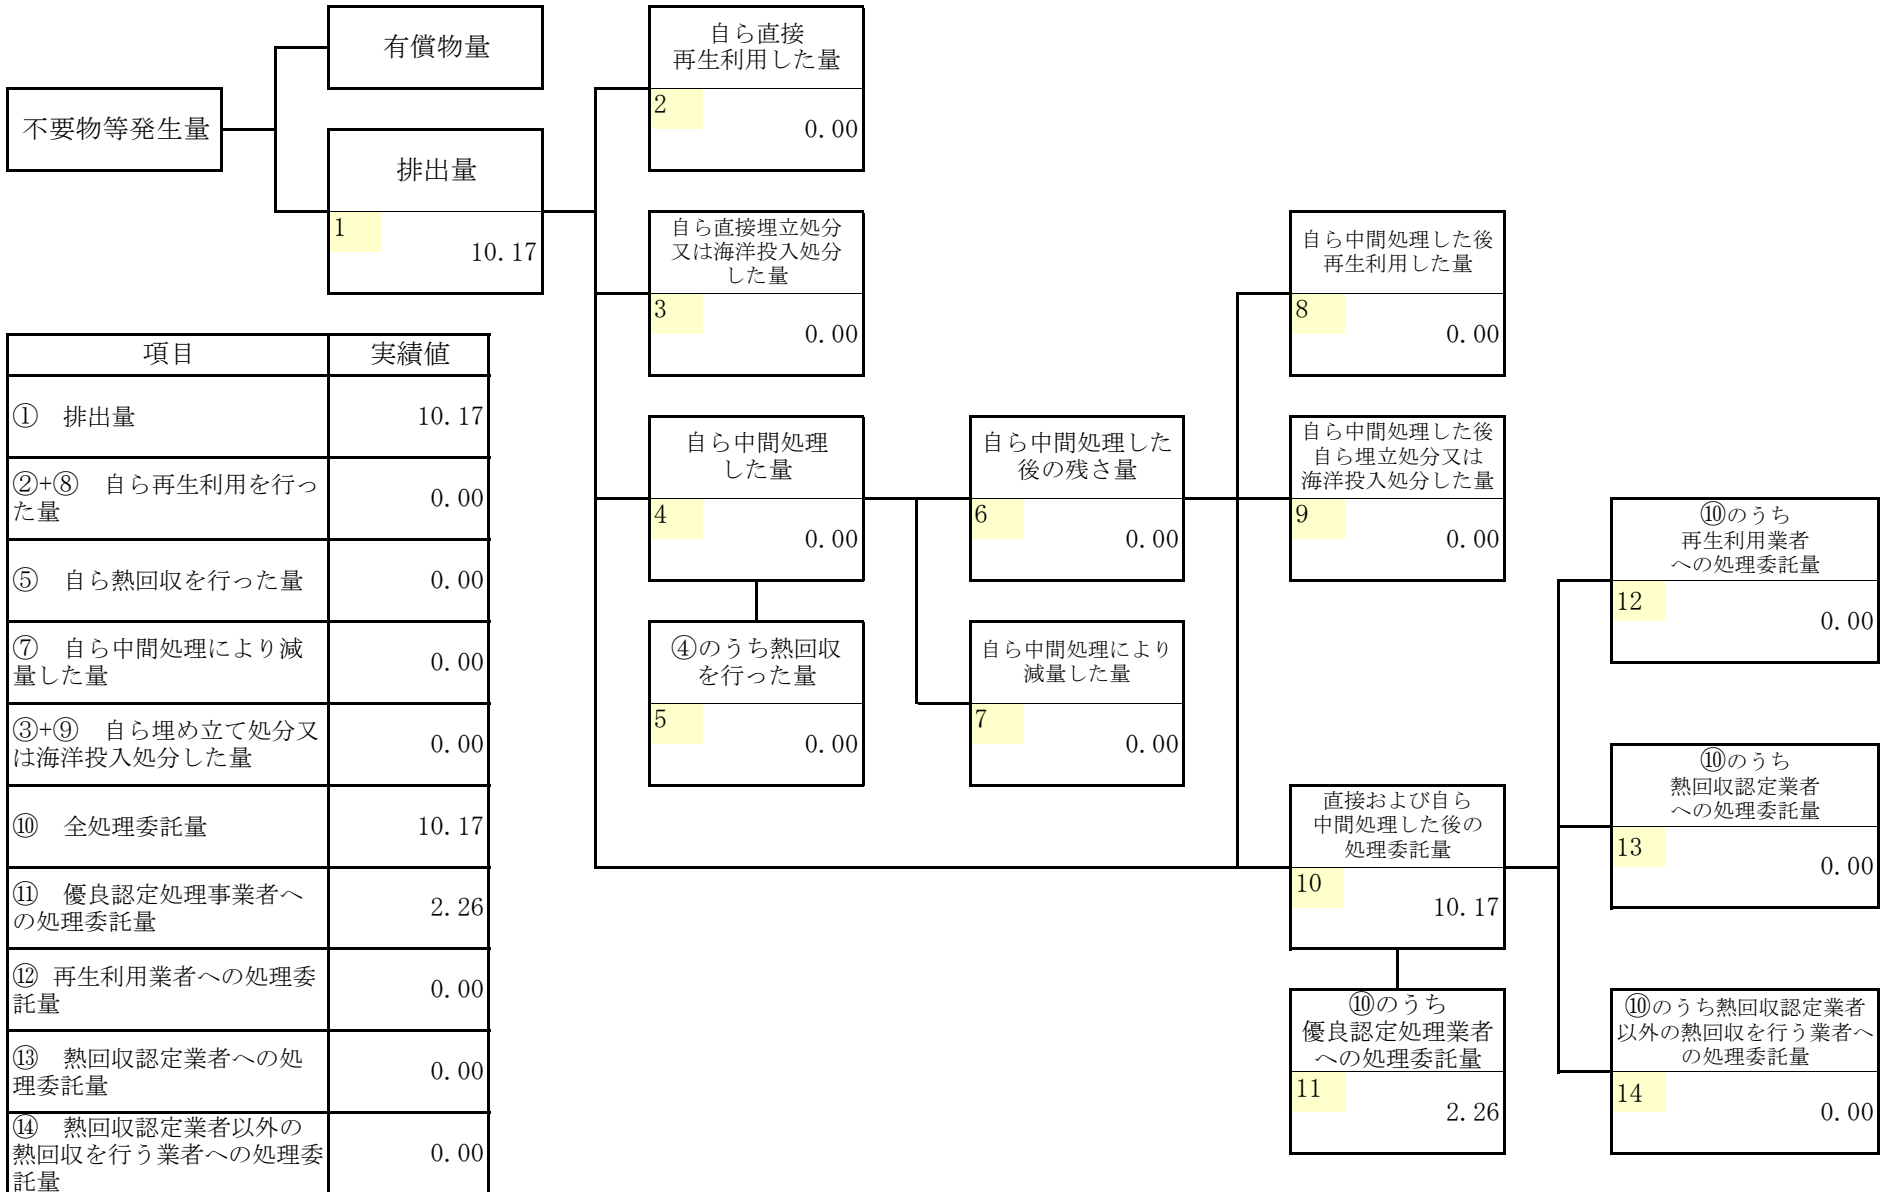 不要物等発生量
有償物量
排出量
1
10.17
自ら直接
再生利用した量
2
0.00
自ら直接埋立処分
又は海洋投入処分
した量
3
0.00
自ら中間処理
した量
4
0.00
④のうち熱回収
を行った量
5
0.00
自ら中間処理した
後の残さ量
6
0.00
自ら中間処理により
減量した量
7
0.00
自ら中間処理した後
再生利用した量
8
0.00
自ら中間処理した後
自ら埋立処分又は
海洋投入処分した量
9
0.00
直接および自ら
中間処理した後の
処理委託量
10
10.17
⑩のうち
優良認定処理業者
への処理委託量
11
2.26
⑩のうち
再生利用業者
への処理委託量
12
0.00
⑩のうち
熱回収認定業者
への処理委託量
13
0.00
⑩のうち熱回収認定業者
以外の熱回収を行う業者へ
の処理委託量
14
0.00
項目 実績値
① 排出量 10.17
②+⑧ 自ら再生利用を行っ
た量
0.00
⑤ 自ら熱回収を行った量 0.00
⑦ 自ら中間処理により減
量した量
0.00
③+⑨ 自ら埋め立て処分又
は海洋投入処分した量
0.00
⑩ 全処理委託量 10.17
⑪ 優良認定処理事業者へ
の処理委託量
2.26
⑫ 再生利用業者への処理委
託量
0.00
⑬ 熱回収認定業者への処
理委託量
0.00
⑭ 熱回収認定業者以外の
熱回収を行う業者への処理委
託量
0.00